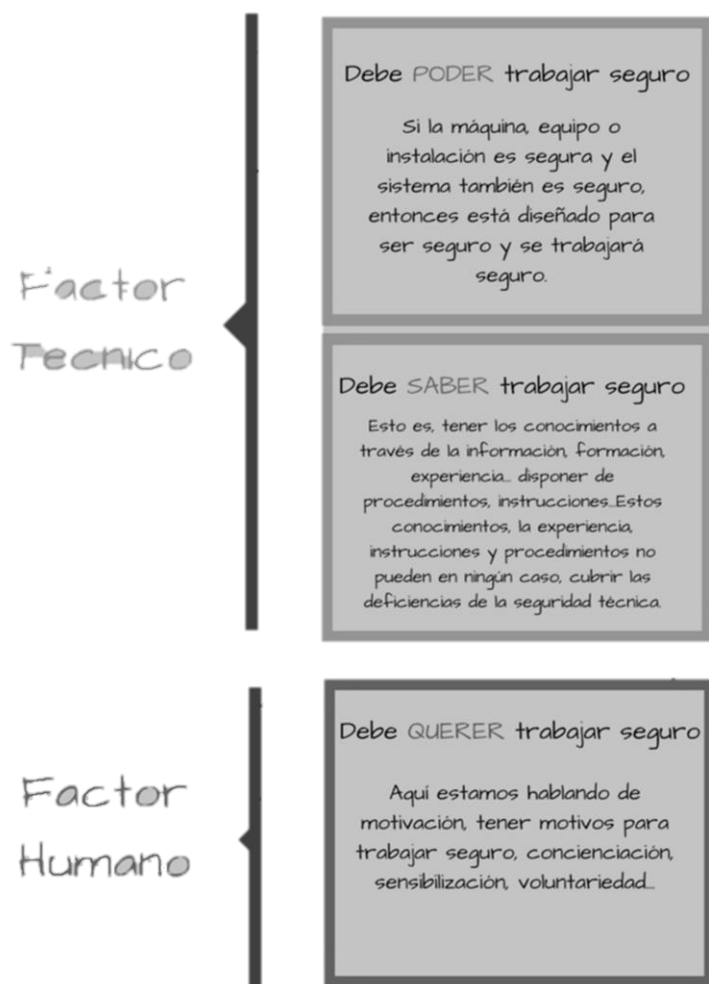 Factor
Tecnico
Debe PODER trabajar seguro
Si la máquina, equipo o
instalación es segura y el
sistema también es seguro,
entonces está diseñado para
ser seguro y se trabajará
seguro.
Debe SABER trabajar seguro
Esto es, tener los conocimientos a
través de la información, formación,
experiencia... disponer de
procedimientos, instrucciones...Estos
conocimientos, la experiencia,
instrucciones y procedimientos no
pueden en ningún caso, cubrir las
deficiencias de la seguridad técnica.
Factor
Humano
Debe QUERER trabajar seguro
Aquí estamos hablando de
motivación, tener motivos para
trabajar seguro, concienciación,
sensibilización, voluntariedad...